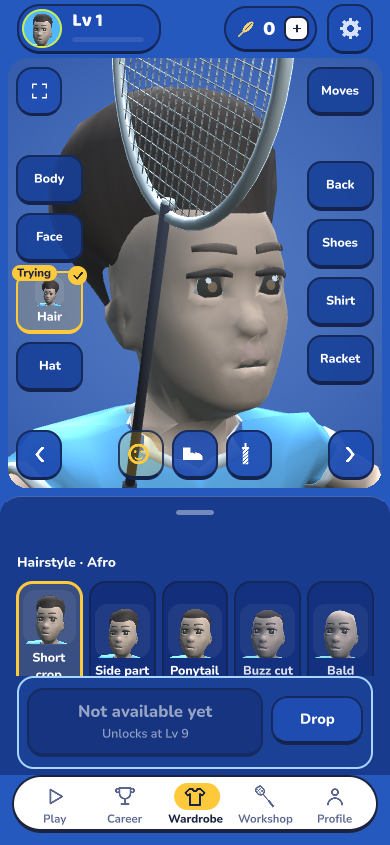 Lv 1
0
+
Moves
Body
Back
Face
Shoes
Trying
Hair
Shirt
Hat
Racket
Hairstyle · Afro
Short crop
Side part
Ponytail
Buzz cut
Bald
Not available yet
Unlocks at Lv 9
Drop
Play
Career
Wardrobe
Workshop
Profile